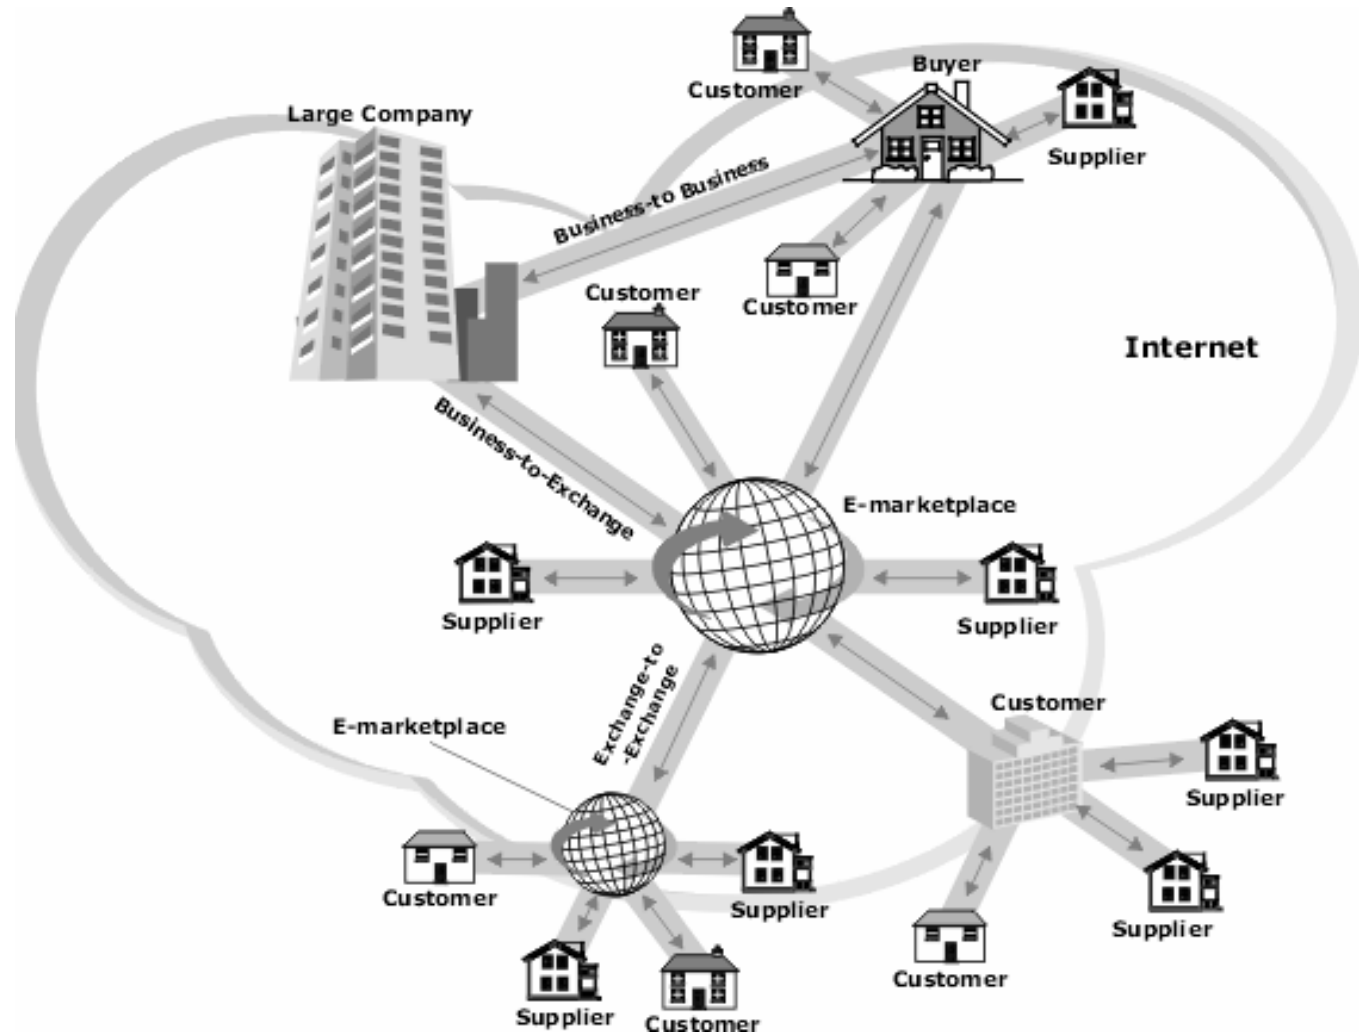 Customer
Buyer
Large Company
Supplier
Business-to Business
Customer
Customer
Internet
Business-to-Exchange
E-marketplace
Supplier
Supplier
Exchange-to
-Exchange
Customer
E-marketplace
Supplier
Customer
Supplier
Supplier
Customer
Supplier
Customer